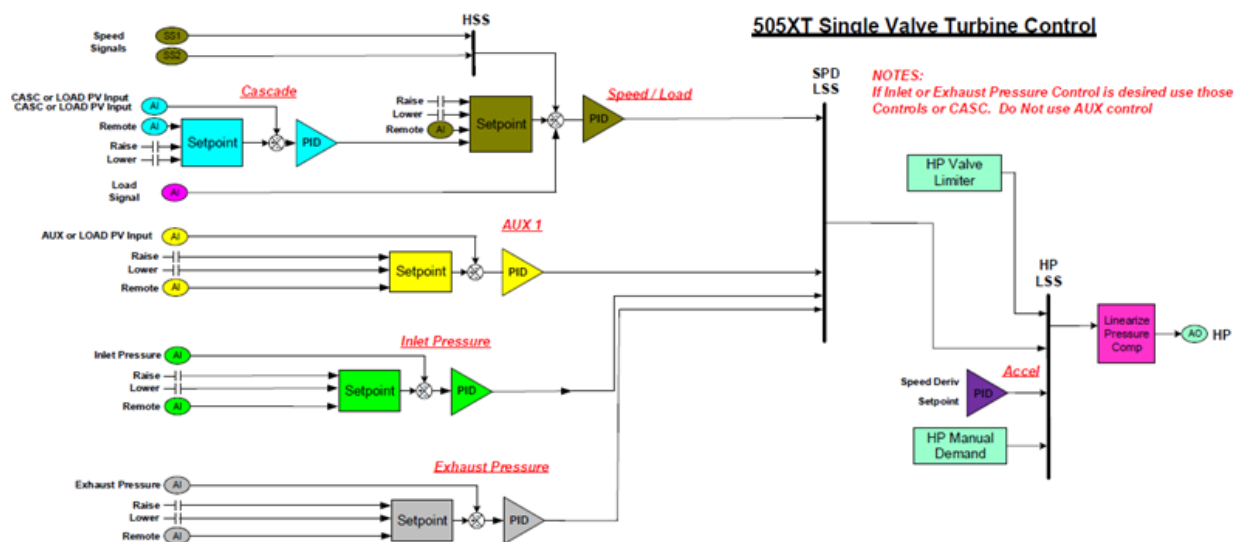 505XT Single Valve Turbine Control
HSS
Speed
Signals
SS1
SS2
SPD
LSS
NOTES:
If Inlet or Exhaust Pressure Control is desired use those
Controls or CASC. Do Not use AUX control
Cascade
Speed / Load
CASC or LOAD PV Input
CASC or LOAD PV Input
AI
Remote
AI
Raise
Lower
Setpoint
PID
Raise
Lower
Remote
AI
Setpoint
PID
Load
Signal
AI
HP Valve
Limiter
AUX 1
AUX or LOAD PV Input
AI
Raise
Lower
Remote
AI
Setpoint
PID
HP
LSS
Linearize
Pressure
Comp
AO
HP
Inlet Pressure
Inlet Pressure
AI
Raise
Lower
Remote
AI
Setpoint
PID
Accel
Speed Deriv
Setpoint
PID
HP Manual
Demand
Exhaust Pressure
Exhaust Pressure
AI
Raise
Lower
Remote
AI
Setpoint
PID